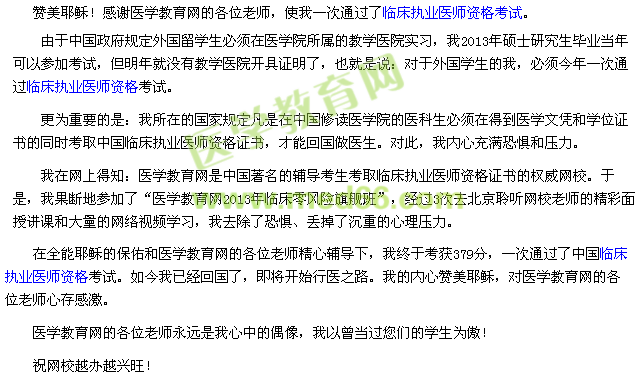 赞美耶稣！感谢医学教育网的各位老师，使我一次通过了临床执业医师资格考试。
由于中国政府规定外国留学生必须在医学院所属的教学医院实习，我2013年硕士研究生毕业当年
可以参加考试，但明年就没有教学医院开具证明了，也就是说：对于外国学生的我，必须今年一次通
过临床执业医师资格考试。
更为重要的是：我所在的国家规定凡是在中国修读医学院的医科生必须在得到医学文凭和学位证
书的同时考取中国临床执业医师资格证书，才能回国做医生。对此，我内心充满恐惧和压力。
我在网上得知：医学教育网是中国著名的辅导考生考取临床执业医师资格证书的权威网校。于
是，我果断地参加了“医学教育网2013年临床零风险旗舰班”，经过3次去北京聆听网校老师的精彩面
授讲课和大量的网络视频学习，我去除了恐惧、丢掉了沉重的心理压力。
在全能耶稣的保佑和医学教育网的各位老师精心辅导下，我终于考获379分，一次通过了中国临床
执业医师资格考试。如今我已经回国了，即将开始行医之路。我的内心赞美耶稣，对医学教育网的各
位老师心存感激。
医学教育网的各位老师永远是我心中的偶像，我以曾当过您们的学生为傲！
祝网校越办越兴旺！
医学教育网
www.med66.com